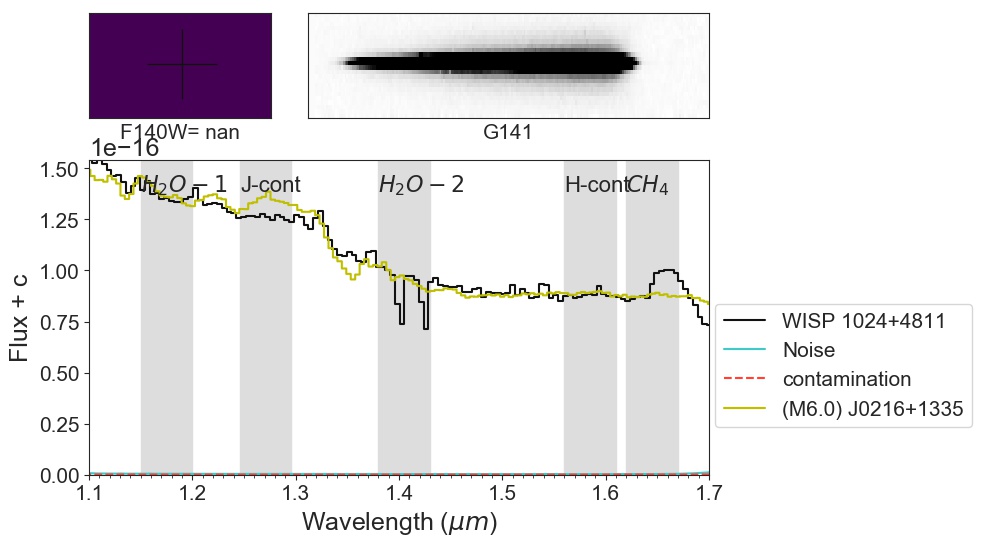 F140W= nan
G141
1e−16
H₂O − 1
J-cont
H₂O − 2
H-cont
CH₄
1.50
1.25
1.00
0.75
0.50
0.25
0.00
Flux + c
1.1
1.2
1.3
1.4
1.5
1.6
1.7
Wavelength (μm)
WISP 1024+4811
Noise
contamination
(M6.0) J0216+1335